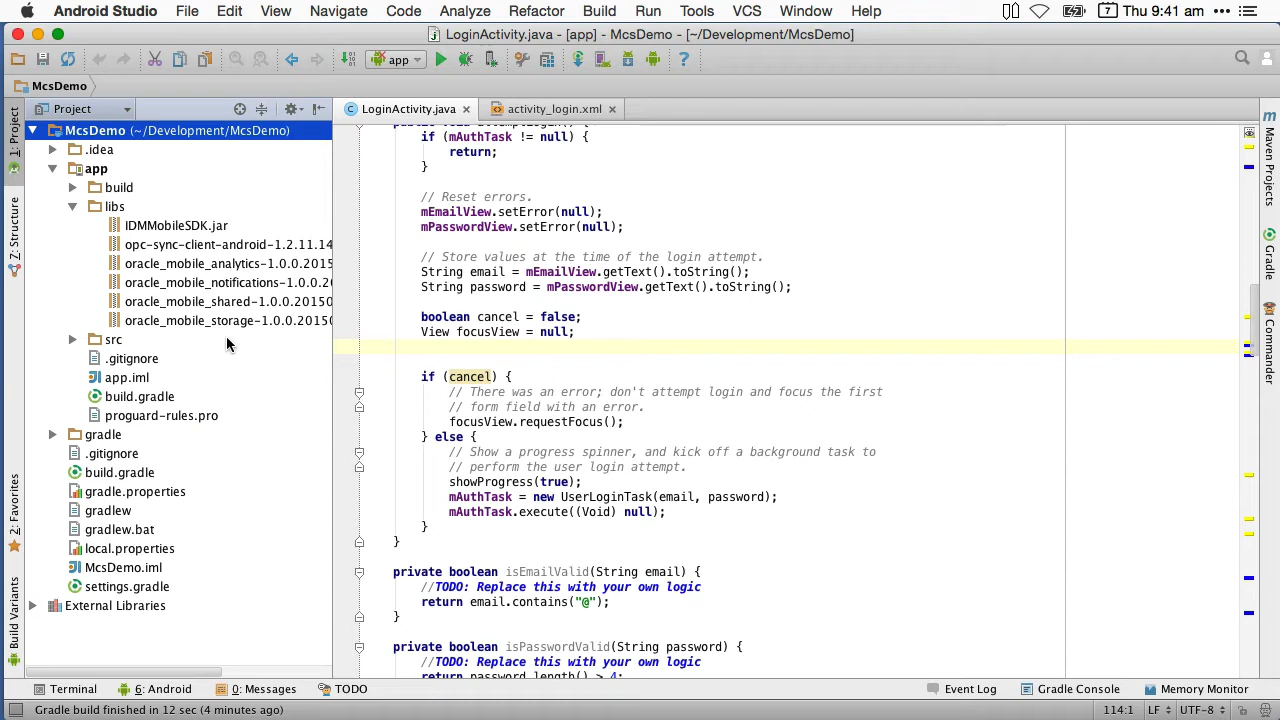 Android Studio File Edit View Navigate Code Analyze Refactor Build Run Tools VCS Window Help 7 Thu 9:41 am
LoginActivity.java - [app] - McsDemo - [~/Development/McsDemo]
app
McsDemo
Project
LoginActivity.java
activity_login.xml
1: Project
Z: Structure
2: Favorites
Build Variants
McsDemo (~/Development/McsDemo)
.idea
app
build
libs
IDMMobileSDK.jar
opc-sync-client-android-1.2.11.14
oracle_mobile_analytics-1.0.0.2015
oracle_mobile_notifications-1.0.0.2
oracle_mobile_shared-1.0.0.20150
oracle_mobile_storage-1.0.0.20150
src
.gitignore
app.iml
build.gradle
proguard-rules.pro
gradle
.gitignore
build.gradle
gradle.properties
gradlew
gradlew.bat
local.properties
McsDemo.iml
settings.gradle
External Libraries
if (mAuthTask != null) {
return;
}
// Reset errors.
mEmailView.setError(null);
mPasswordView.setError(null);
// Store values at the time of the login attempt.
String email = mEmailView.getText().toString();
String password = mPasswordView.getText().toString();
boolean cancel = false;
View focusView = null;
if (cancel) {
// There was an error; don't attempt login and focus the first
// form field with an error.
focusView.requestFocus();
} else {
// Show a progress spinner, and kick off a background task to
// perform the user login attempt.
showProgress(true);
mAuthTask = new UserLoginTask(email, password);
mAuthTask.execute((Void) null);
}
}
private boolean isEmailValid(String email) {
//TODO: Replace this with your own logic
return email.contains("@");
}
private boolean isPasswordValid(String password) {
//TODO: Replace this with your own logic
return password.length() > 4;
Maven Projects
Gradle
Commander
Terminal
6: Android
0: Messages
TODO
Event Log
Gradle Console
Memory Monitor
Gradle build finished in 12 sec (4 minutes ago)
114:1
LF
UTF-8